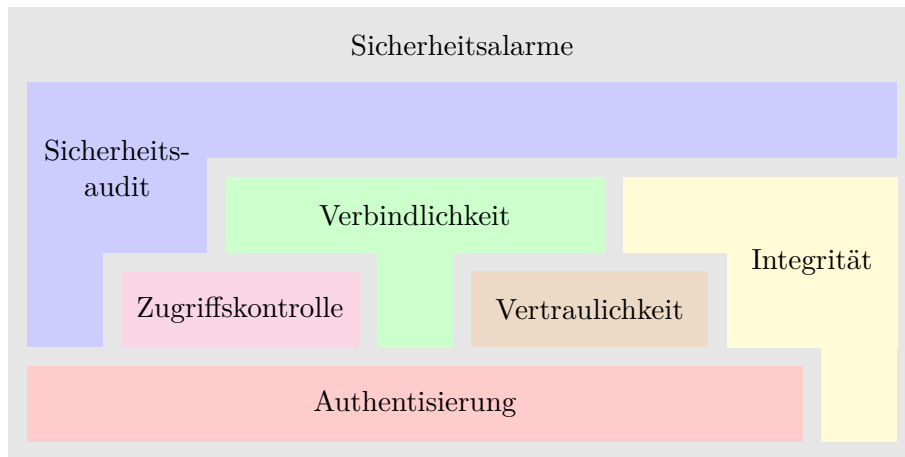 Sicherheitsalarme
Sicherheits-
audit
Verbindlichkeit
Integrität
Zugriffskontrolle
Vertraulichkeit
Authentisierung